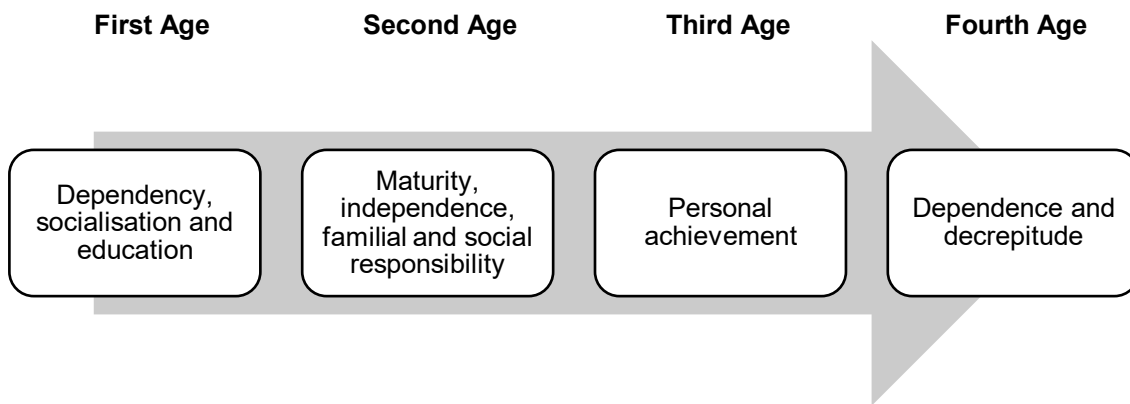 First Age
Second Age
Third Age
Fourth Age
Dependency,
socialisation and
education
Maturity,
independence,
familial and social
responsibility
Personal
achievement
Dependence and
decrepitude